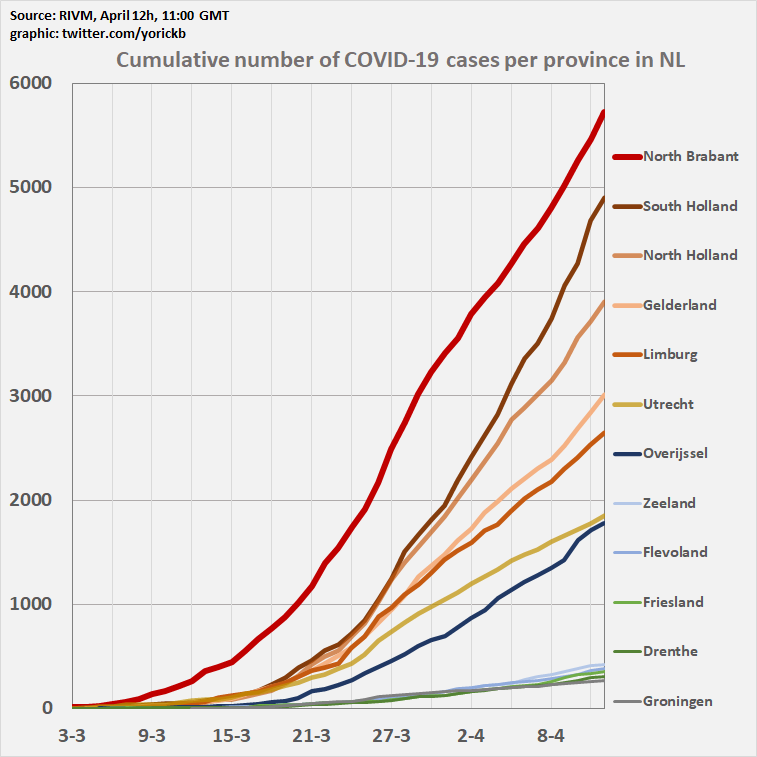 Source: RIVM, April 12h, 11:00 GMT
graphic: twitter.com/yorickb
Cumulative number of COVID-19 cases per province in NL
6000
5000
4000
3000
2000
1000
0
3-3 9-3 15-3 21-3 27-3 2-4 8-4
North Brabant
South Holland
North Holland
Gelderland
Limburg
Utrecht
Overijssel
Zeeland
Flevoland
Friesland
Drenthe
Groningen